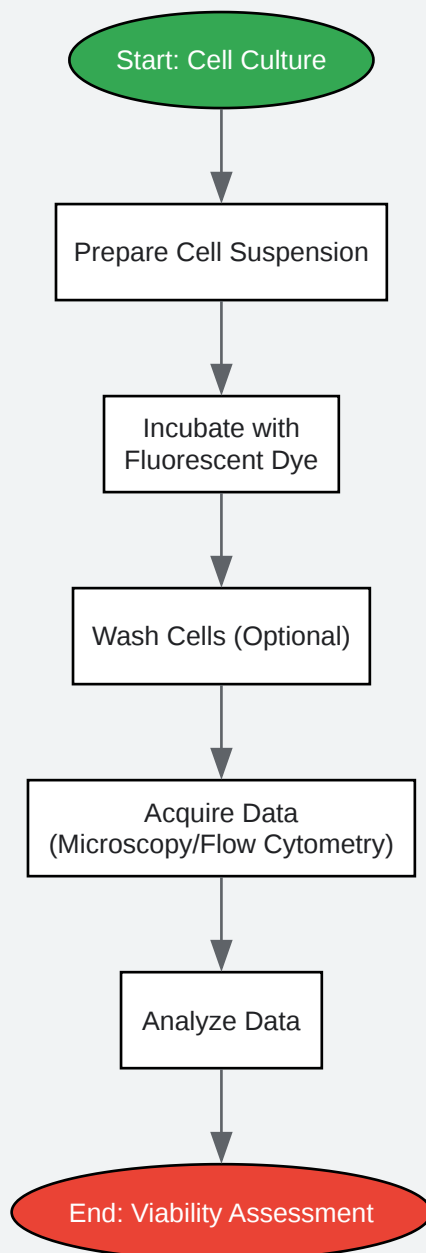 Start: Cell Culture
Prepare Cell Suspension
Incubate with
Fluorescent Dye
Wash Cells (Optional)
Acquire Data
(Microscopy/Flow Cytometry)
Analyze Data
End: Viability Assessment